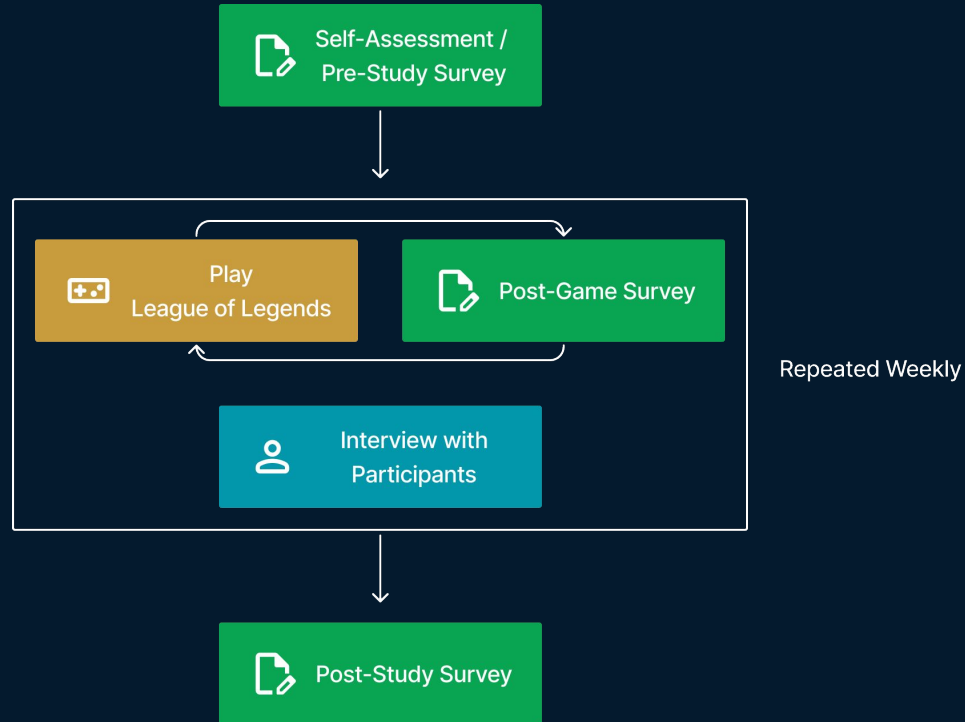 Self-Assessment /
Pre-Study Survey
Play
League of Legends
Post-Game Survey
Repeated Weekly
Interview with
Participants
Post-Study Survey